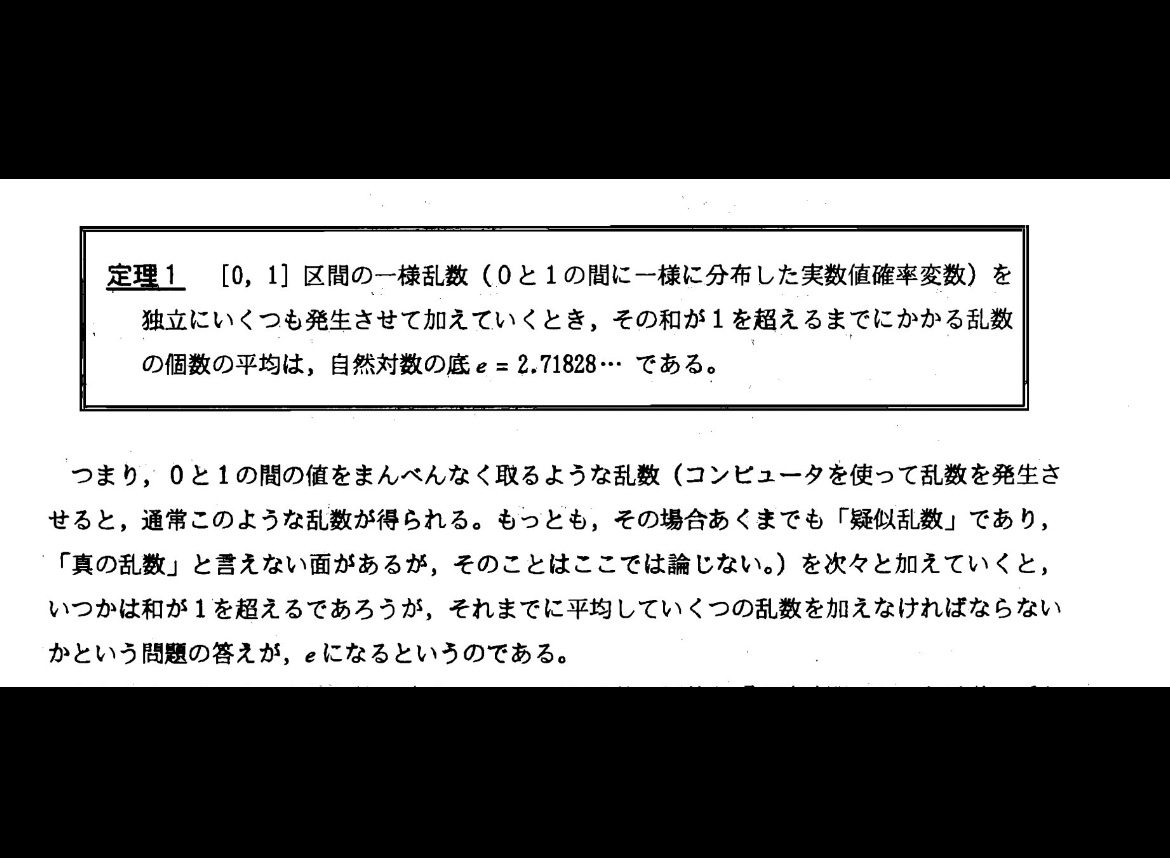 定理1 [0, 1] 区間の一様乱数（0と1の間に一様に分布した実数値確率変数）を
独立にいくつも発生させて加えていくとき，その和が1を超えるまでにかかる乱数
の個数の平均は，自然対数の底 e = 2.71828… である。
つまり，0と1の間の値をまんべんなく取るような乱数（コンピュータを使って乱数を発生さ
せると，通常このような乱数が得られる。もっとも，その場合あくまでも「疑似乱数」であり，
「真の乱数」と言えない面があるが，そのことはここでは論じない。）を次々と加えていくと，
いつかは和が1を超えるであろうが，それまでに平均していくつの乱数を加えなければならない
かという問題の答えが，eになるというのである。